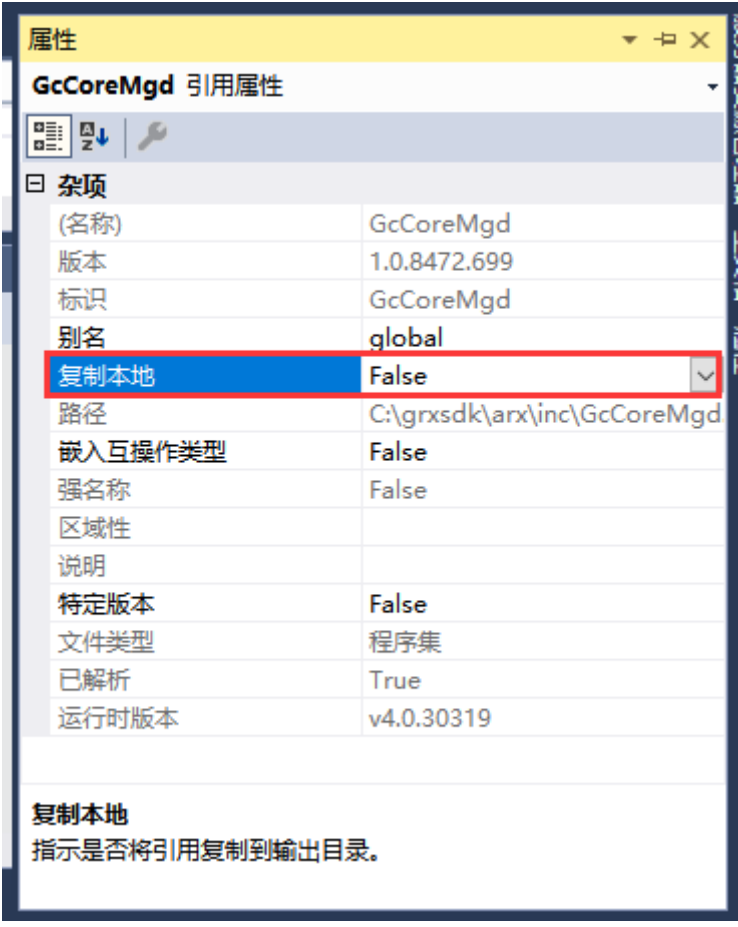 属性
GcCoreMgd 引用属性
杂项
(名称) GcCoreMgd
版本 1.0.8472.699
标识 GcCoreMgd
别名 global
复制本地 False
路径 C:\grxsdk\arx\inc\GcCoreMgd
嵌入互操作类型 False
强名称 False
区域性
说明
特定版本 False
文件类型 程序集
已解析 True
运行时版本 v4.0.30319
复制本地
指示是否将引用复制到输出目录。